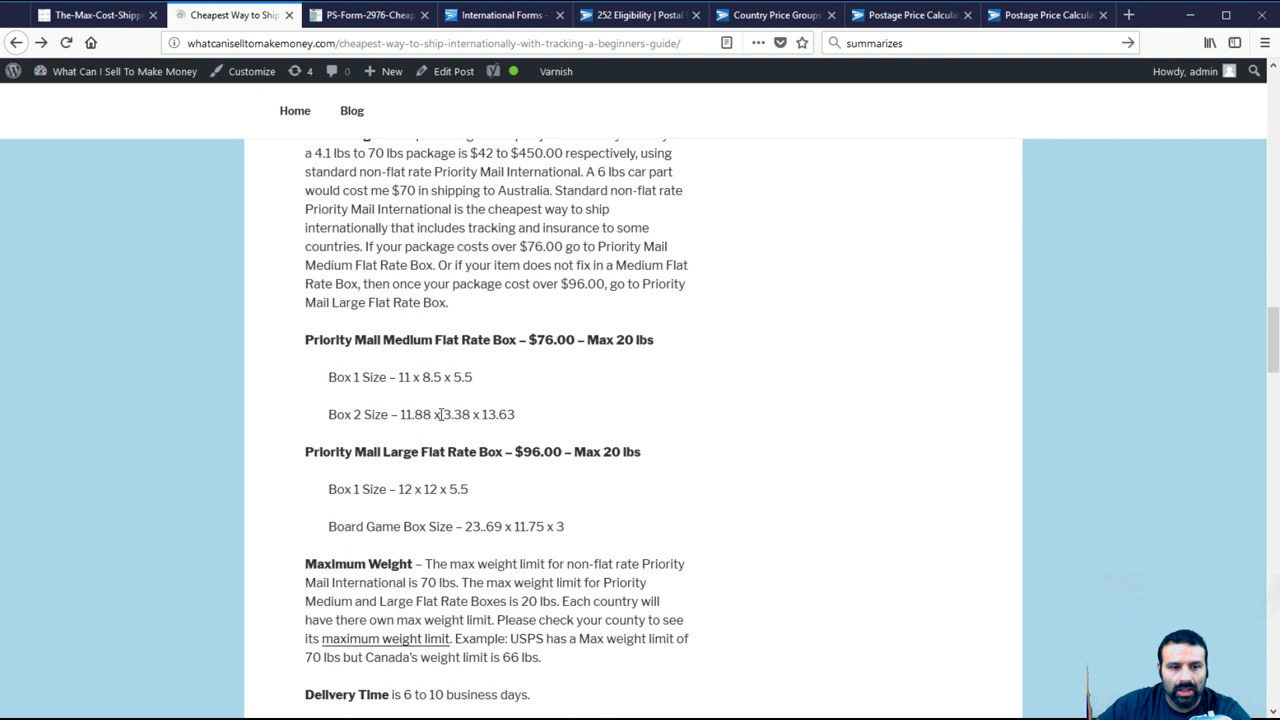 The-Max-Cost-Shippi
Cheapest Way to Ship
PS-Form-2976-Cheap
International Forms -
252 Eligibility | Postal
Country Price Groups
Postage Price Calculat
Postage Price Calculat
whatcaniselltomakemoney.com/cheapest-way-to-ship-internationally-with-tracking-a-beginners-guide/
summarizes
What Can I Sell To Make Money
Customize
4
0
New
Edit Post
Varnish
Howdy, admin
Home
Blog
a 4.1 lbs to 70 lbs package is $42 to $450.00 respectively, using
standard non-flat rate Priority Mail International. A 6 lbs car part
would cost me $70 in shipping to Australia. Standard non-flat rate
Priority Mail International is the cheapest way to ship
internationally that includes tracking and insurance to some
countries. If your package costs over $76.00 go to Priority Mail
Medium Flat Rate Box. Or if your item does not fix in a Medium Flat
Rate Box, then once your package cost over $96.00, go to Priority
Mail Large Flat Rate Box.
Priority Mail Medium Flat Rate Box – $76.00 – Max 20 lbs
Box 1 Size – 11 x 8.5 x 5.5
Box 2 Size – 11.88 x 3.38 x 13.63
Priority Mail Large Flat Rate Box – $96.00 – Max 20 lbs
Box 1 Size – 12 x 12 x 5.5
Board Game Box Size – 23..69 x 11.75 x 3
Maximum Weight – The max weight limit for non-flat rate Priority
Mail International is 70 lbs. The max weight limit for Priority
Medium and Large Flat Rate Boxes is 20 lbs. Each country will
have there own max weight limit. Please check your county to see
its maximum weight limit. Example: USPS has a Max weight limit of
70 lbs but Canada's weight limit is 66 lbs.
Delivery Time is 6 to 10 business days.